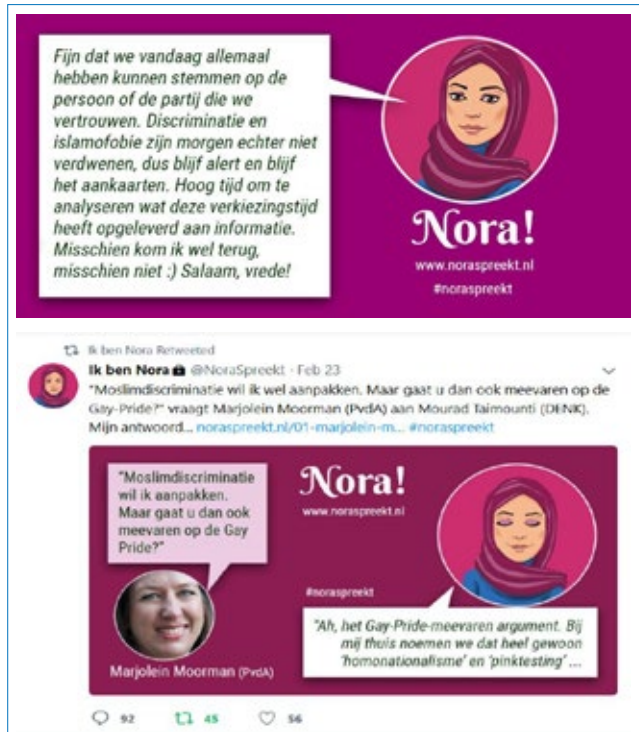 Fijn dat we vandaag allemaal
hebben kunnen stemmen op de
persoon of de partij die we
vertrouwen. Discriminatie en
islamofobie zijn morgen echter niet
verdwenen, dus blijf alert en blijf
het aankaarten. Hoog tijd om te
analyseren wat deze verkiezingstijd
heeft opgeleverd aan informatie.
Misschien kom ik wel terug,
misschien niet :) Salaam, vrede!
Nora!
www.noraspreekt.nl
#noraspreekt
Ik ben Nora Retweeted
Ik ben Nora @NoraSpreekt · Feb 23
"Moslimdiscriminatie wil ik wel aanpakken. Maar gaat u dan ook meevaren op de
Gay-Pride?" vraagt Marjolein Moorman (PvdA) aan Mourad Taimounti (DENK).
Mijn antwoord... noraspreekt.nl/01-marjolein-m... #noraspreekt
"Moslimdiscriminatie
wil ik aanpakken.
Maar gaat u dan ook
meevaren op de Gay
Pride?"
Marjolein Moorman (PvdA)
Nora!
www.noraspreekt.nl
#noraspreekt
"Ah, het Gay-Pride-meevaren argument. Bij
mij thuis noemen we dat heel gewoon
'homonationalisme' en 'pinktesting' ...
92 45 56